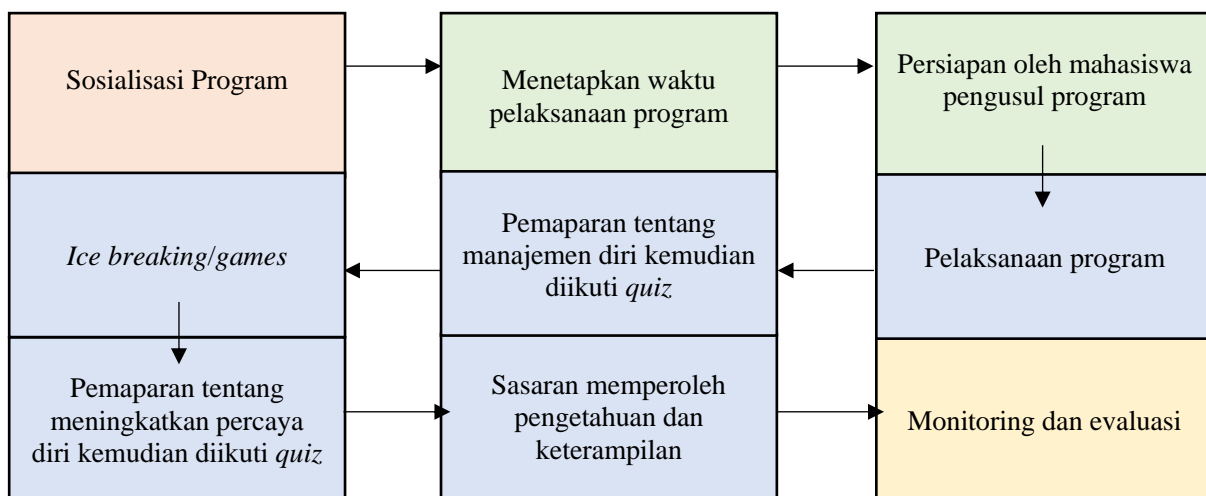 Sosialisasi Program
Menetapkan waktu
pelaksanaan program
Persiapan oleh mahasiswa
pengusul program
Ice breaking/games
Pemaparan tentang
manajemen diri kemudian
diikuti quiz
Pelaksanaan program
Pemaparan tentang
meningkatkan percaya
diri kemudian diikuti quiz
Sasaran memperoleh
pengetahuan dan
keterampilan
Monitoring dan evaluasi